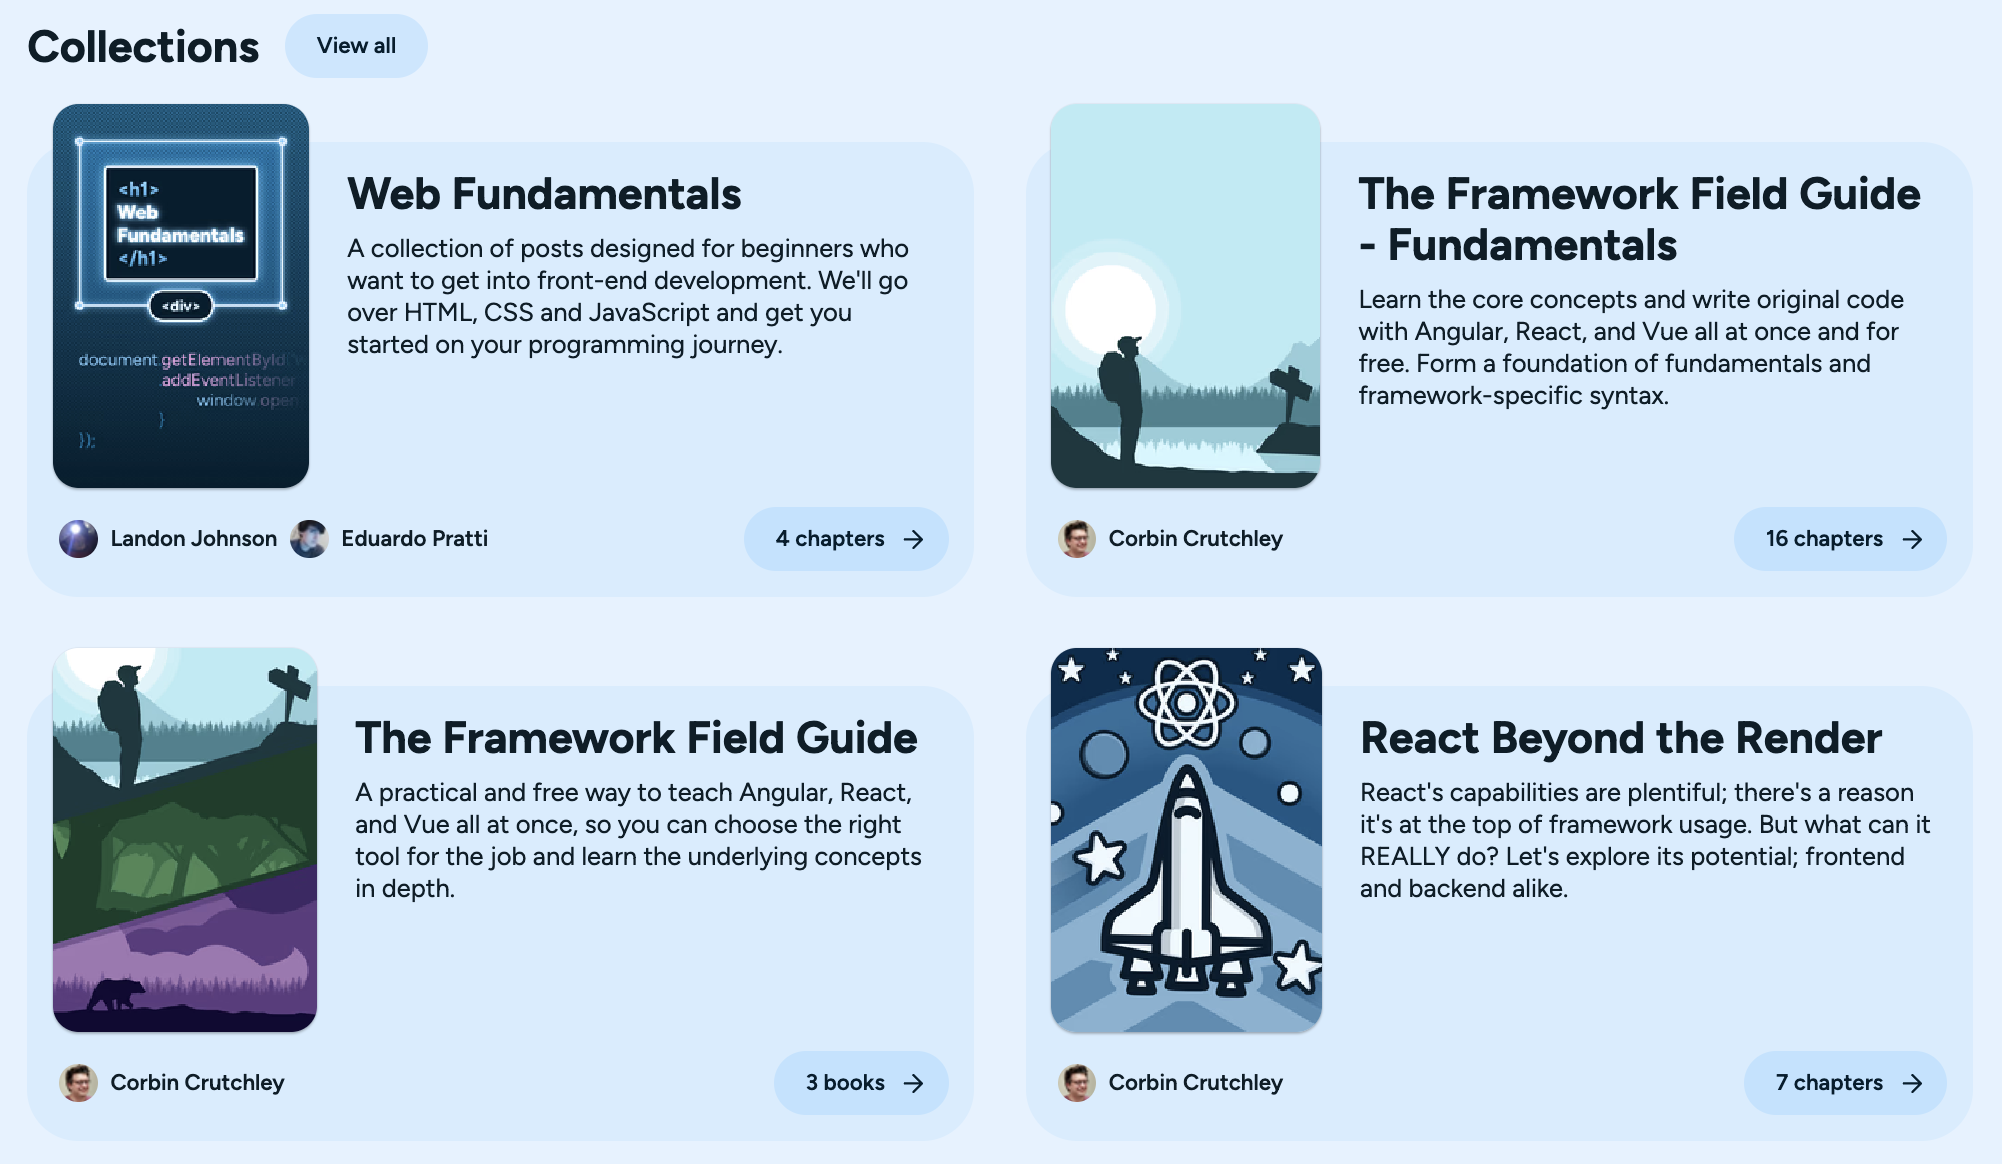 Collections
View all
<h1>
Web
Fundamentals
</h1>
<div>
document.getElementById(
addEventListener
window.open
}
});
Web Fundamentals
A collection of posts designed for beginners who
want to get into front-end development. We'll go
over HTML, CSS and JavaScript and get you
started on your programming journey.
Landon Johnson
Eduardo Pratti
4 chapters
The Framework Field Guide
- Fundamentals
Learn the core concepts and write original code
with Angular, React, and Vue all at once and for
free. Form a foundation of fundamentals and
framework-specific syntax.
Corbin Crutchley
16 chapters
The Framework Field Guide
A practical and free way to teach Angular, React,
and Vue all at once, so you can choose the right
tool for the job and learn the underlying concepts
in depth.
Corbin Crutchley
3 books
React Beyond the Render
React's capabilities are plentiful; there's a reason
it's at the top of framework usage. But what can it
REALLY do? Let's explore its potential; frontend
and backend alike.
Corbin Crutchley
7 chapters